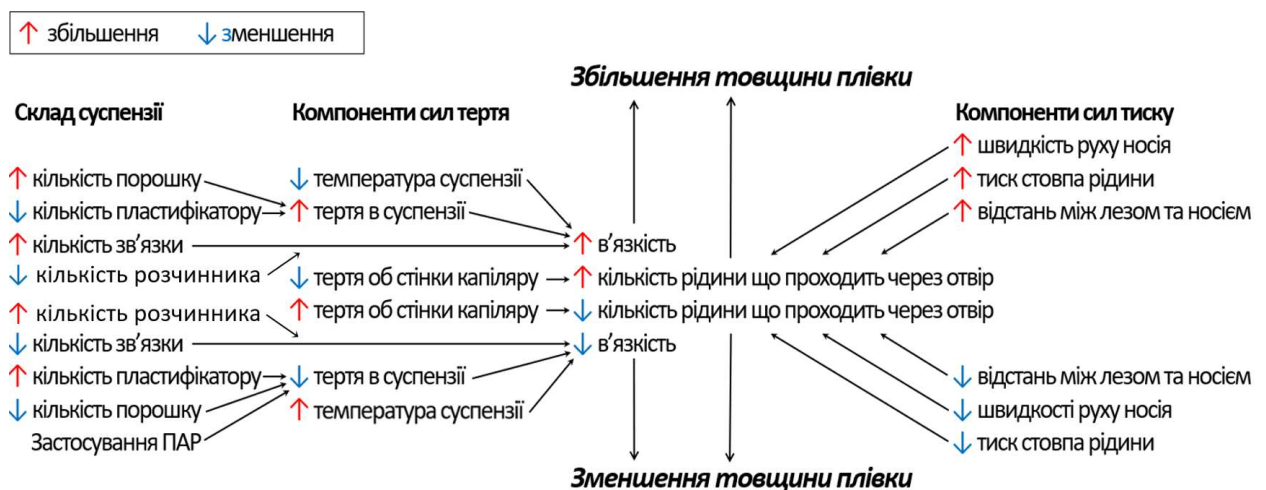 ↑ збільшення ↓ зменшення
Збільшення товщини плівки
Склад суспензії
Компоненти сил тертя
Компоненти сил тиску
↑ кількість порошку
↓ кількість пластифікатору
↑ кількість зв'язки
↓ кількість розчинника
↑ кількість розчинника
↓ кількість зв'язки
↑ кількість пластифікатору
↓ кількість порошку
Застосування ПАР
↓ температура суспензії
↑ тертя в суспензії
↓ тертя об стінки капіляру
↑ тертя об стінки капіляру
↓ тертя в суспензії
↑ температура суспензії
↑ в'язкість
↑ кількість рідини що проходить через отвір
↓ кількість рідини що проходить через отвір
↓ в'язкість
↑ швидкість руху носія
↑ тиск стовпа рідини
↑ відстань між лезом та носієм
↓ відстань між лезом та носієм
↓ швидкості руху носія
↓ тиск стовпа рідини
Зменшення товщини плівки